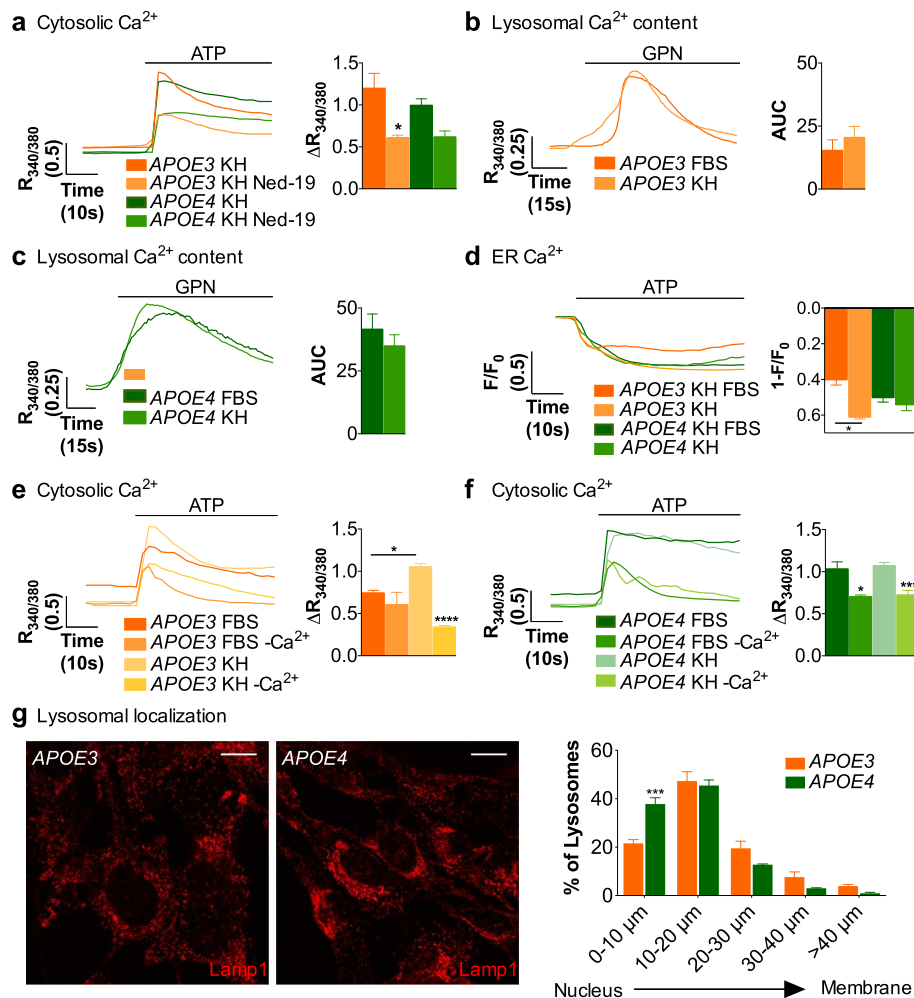 a Cytosolic Ca2+
ATP
R340/380
(0.5)
Time
(10s)
APOE3 KH
APOE3 KH Ned-19
APOE4 KH
APOE4 KH Ned-19
ΔR340/380
1.5
1.0
0.5
0.0
*
b Lysosomal Ca2+ content
GPN
R340/380
(0.25)
Time
(15s)
APOE3 FBS
APOE3 KH
AUC
50
25
0
c Lysosomal Ca2+ content
GPN
R340/380
(0.25)
Time
(15s)
APOE4 FBS
APOE4 KH
AUC
50
25
0
d ER Ca2+
ATP
F/F0
(0.5)
Time
(10s)
APOE3 KH FBS
APOE3 KH
APOE4 KH FBS
APOE4 KH
1-F/F0
0.0
0.2
0.4
0.6
*
e Cytosolic Ca2+
ATP
R340/380
(0.5)
Time
(10s)
APOE3 FBS
APOE3 FBS -Ca2+
APOE3 KH
APOE3 KH -Ca2+
ΔR340/380
1.5
1.0
0.5
0.0
*
****
f Cytosolic Ca2+
ATP
R340/380
(0.5)
Time
(10s)
APOE4 FBS
APOE4 FBS -Ca2+
APOE4 KH
APOE4 KH -Ca2+
ΔR340/380
1.5
1.0
0.5
0.0
*
***
g Lysosomal localization
APOE3
Lamp1
APOE4
Lamp1
% of Lysosomes
60
40
20
0
***
APOE3
APOE4
0-10 µm
10-20 µm
20-30 µm
30-40 µm
>40 µm
Nucleus
Membrane